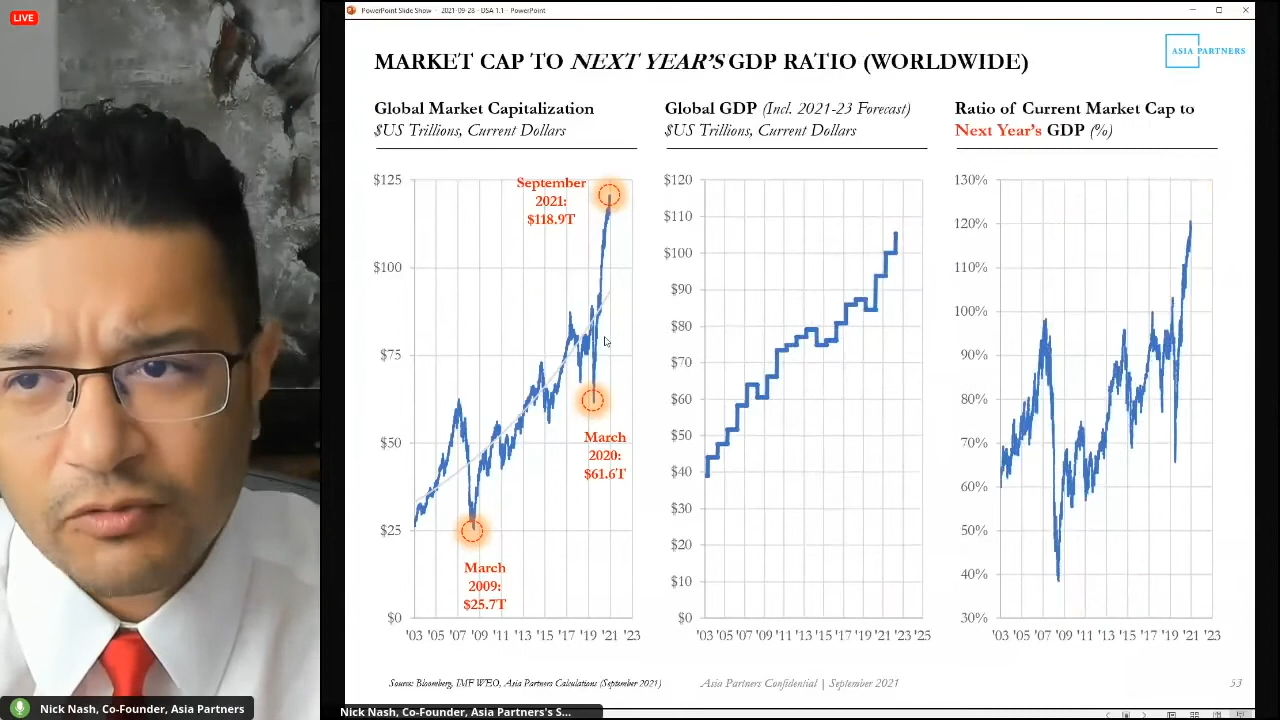 LIVE
PowerPoint Slide Show - 2021-09-28 - DSA 1.1 - PowerPoint
MARKET CAP TO NEXT YEAR'S GDP RATIO (WORLDWIDE)
ASIA PARTNERS
Global Market Capitalization
$US Trillions, Current Dollars
$125
$100
$75
$50
$25
$0
September
2021:
$118.9T
March
2020:
$61.6T
March
2009:
$25.7T
'03 '05 '07 '09 '11 '13 '15 '17 '19 '21 '23
Global GDP (Incl. 2021-23 Forecast)
$US Trillions, Current Dollars
$120
$110
$100
$90
$80
$70
$60
$50
$40
$30
$20
$10
$0
'03 '05 '07 '09 '11 '13 '15 '17 '19 '21 '23 '25
Ratio of Current Market Cap to
Next Year's GDP (%)
130%
120%
110%
100%
90%
80%
70%
60%
50%
40%
30%
'03 '05 '07 '09 '11 '13 '15 '17 '19 '21 '23
Source: Bloomberg, IMF WEO, Asia Partners Calculations (September 2021)
Asia Partners Confidential | September 2021
53
Nick Nash, Co-Founder, Asia Partners
Nick Nash, Co-Founder, Asia Partners's S...